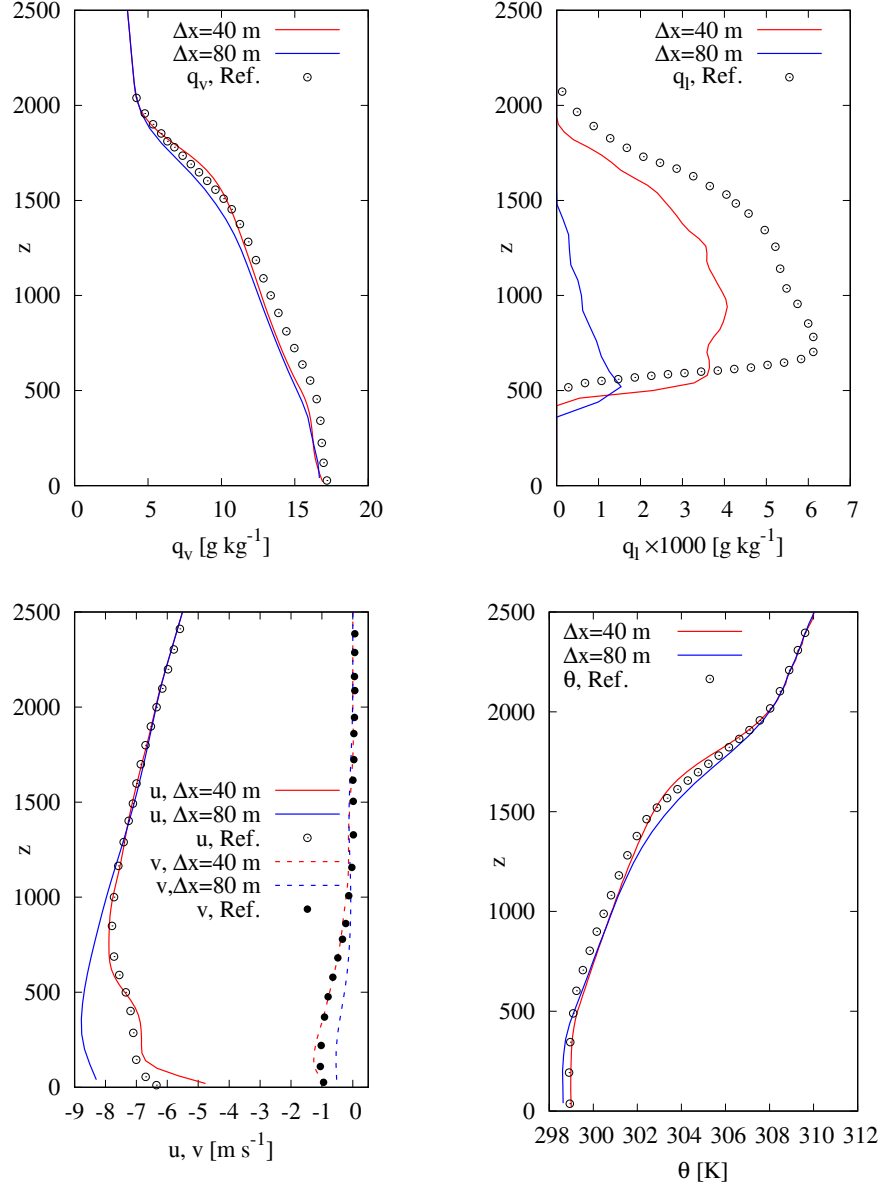 2500
2000
1500
1000
500
0
z
Δx=40 m
Δx=80 m
q_v, Ref.
0 5 10 15 20
q_v [g kg⁻¹]
2500
2000
1500
1000
500
0
z
Δx=40 m
Δx=80 m
q_l, Ref.
0 1 2 3 4 5 6 7
q_l ×1000 [g kg⁻¹]
2500
2000
1500
1000
500
0
z
u, Δx=40 m
u, Δx=80 m
u, Ref.
v, Δx=40 m
v,Δx=80 m
v, Ref.
-9 -8 -7 -6 -5 -4 -3 -2 -1 0
u, v [m s⁻¹]
2500
2000
1500
1000
500
0
z
Δx=40 m
Δx=80 m
θ, Ref.
298 300 302 304 306 308 310 312
θ [K]